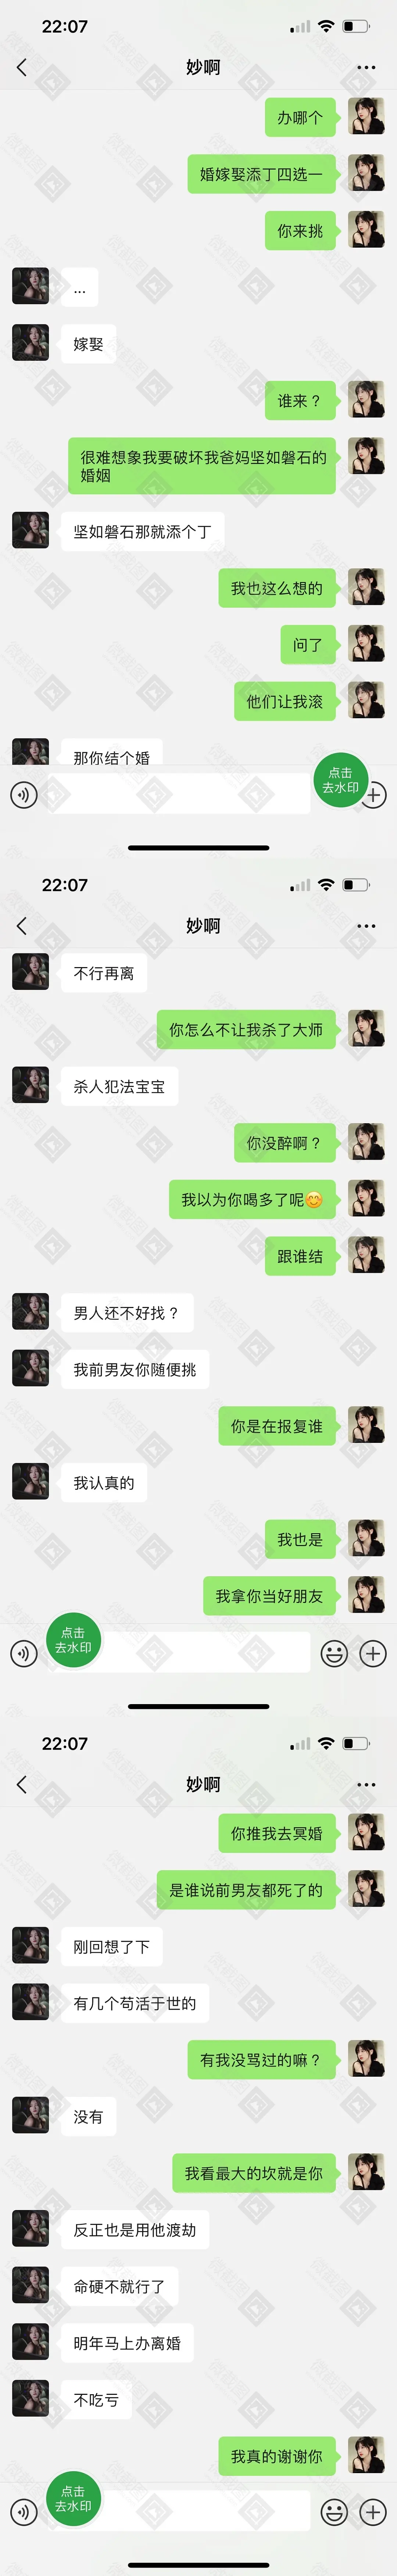 22:07
妙啊
办哪个
婚嫁娶添丁四选一
你来挑
...
嫁娶
谁来？
很难想象我要破坏我爸妈坚如磐石的
婚姻
坚如磐石那就添个丁
我也这么想的
问了
他们让我滚
那你结个婚
点击
去水印
22:07
妙啊
不行再离
你怎么不让我杀了大师
杀人犯法宝宝
你没醉啊？
我以为你喝多了呢😊
跟谁结
男人还不好找？
我前男友你随便挑
你是在报复谁
我认真的
我也是
我拿你当好朋友
点击
去水印
22:07
妙啊
你推我去冥婚
是谁说前男友都死了的
刚回想了下
有几个苟活于世的
有我没骂过的嘛？
没有
我看最大的坎就是你
反正也是用他渡劫
命硬不就行了
明年马上办离婚
不吃亏
我真的谢谢你
点击
去水印